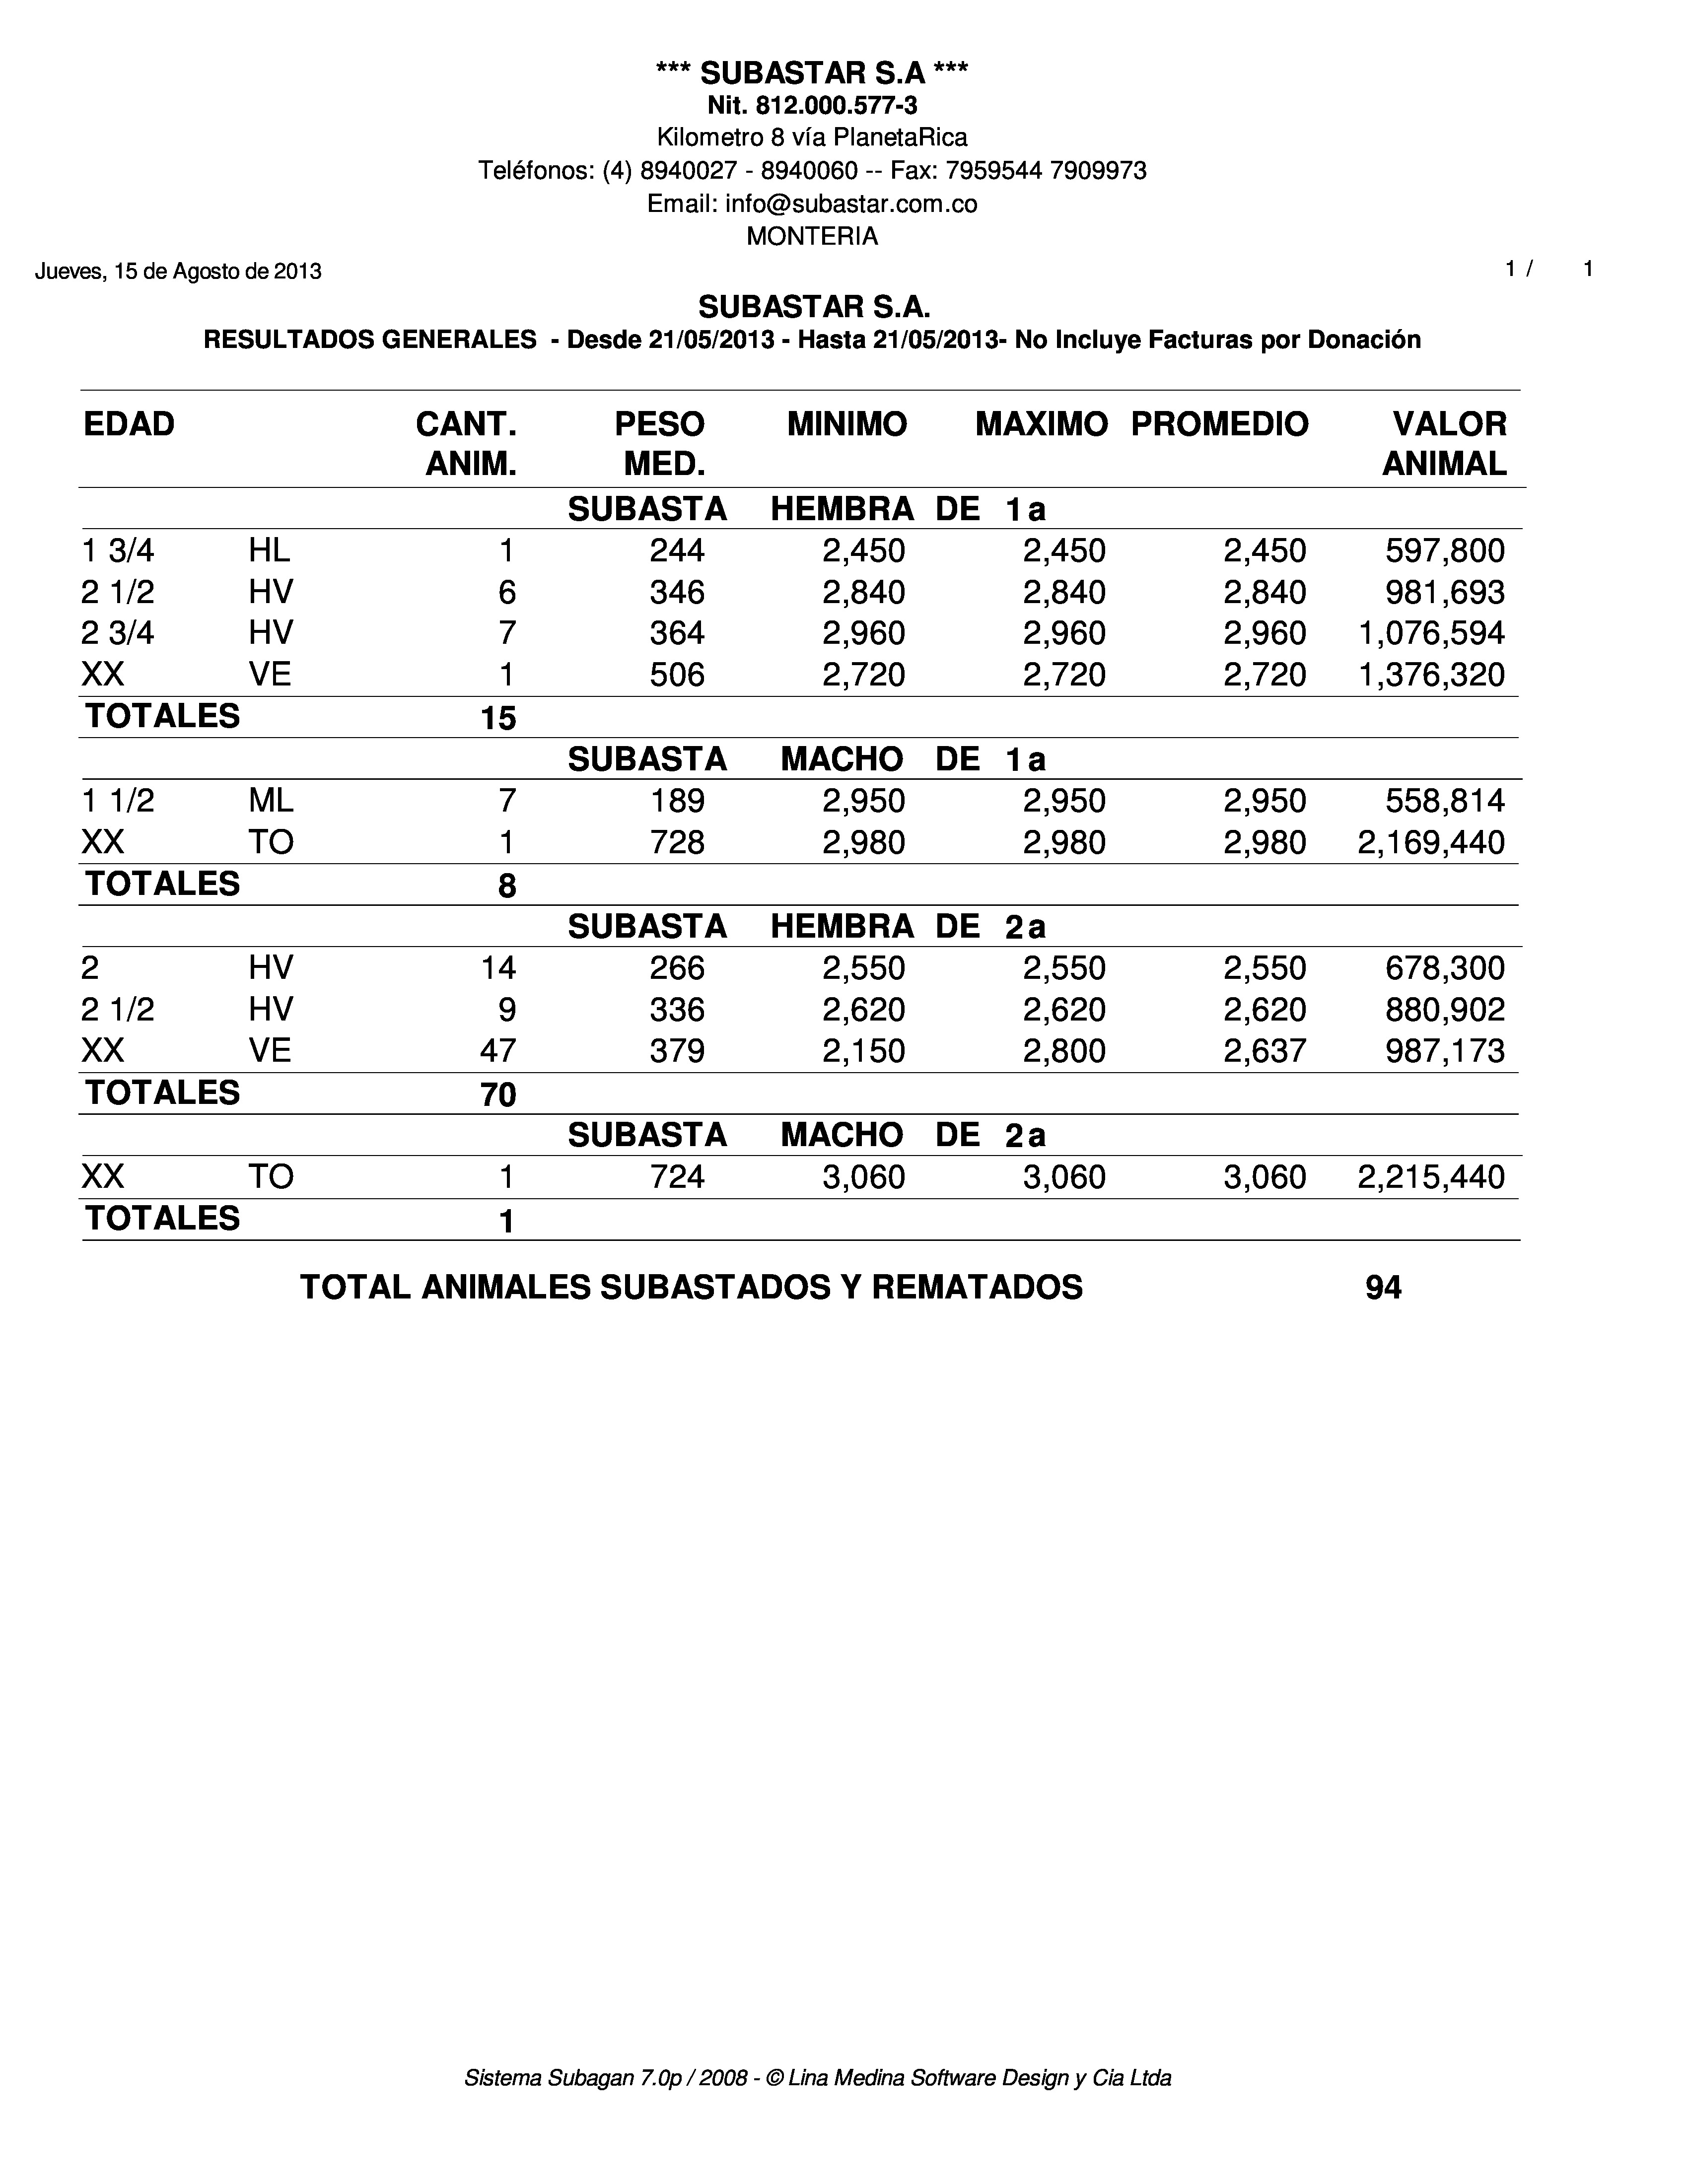 *** SUBASTAR S.A ***
Nit. 812.000.577-3
Kilometro 8 vía PlanetaRica
Teléfonos: (4) 8940027 - 8940060 -- Fax: 7959544 7909973
Email: info@subastar.com.co
MONTERIA
Jueves, 15 de Agosto de 2013 1 / 1
SUBASTAR S.A.
RESULTADOS GENERALES - Desde 21/05/2013 - Hasta 21/05/2013- No Incluye Facturas por Donación
EDAD CANT. PESO MINIMO MAXIMO PROMEDIO VALOR
ANIM. MED. ANIMAL
SUBASTA HEMBRA DE 1a
1 3/4 HL 1 244 2,450 2,450 2,450 597,800
2 1/2 HV 6 346 2,840 2,840 2,840 981,693
2 3/4 HV 7 364 2,960 2,960 2,960 1,076,594
XX VE 1 506 2,720 2,720 2,720 1,376,320
TOTALES 15
SUBASTA MACHO DE 1a
1 1/2 ML 7 189 2,950 2,950 2,950 558,814
XX TO 1 728 2,980 2,980 2,980 2,169,440
TOTALES 8
SUBASTA HEMBRA DE 2a
2 HV 14 266 2,550 2,550 2,550 678,300
2 1/2 HV 9 336 2,620 2,620 2,620 880,902
XX VE 47 379 2,150 2,800 2,637 987,173
TOTALES 70
SUBASTA MACHO DE 2a
XX TO 1 724 3,060 3,060 3,060 2,215,440
TOTALES 1
TOTAL ANIMALES SUBASTADOS Y REMATADOS 94
Sistema Subagan 7.0p / 2008 - © Lina Medina Software Design y Cia Ltda